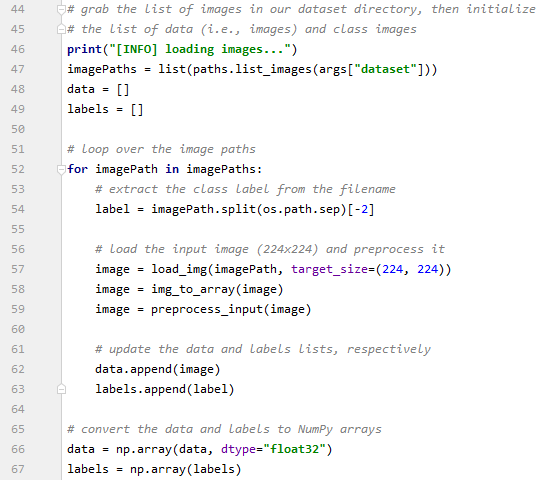 44 # grab the list of images in our dataset directory, then initialize
45 # the list of data (i.e., images) and class images
46 print("[INFO] loading images...")
47 imagePaths = list(paths.list_images(args["dataset"]))
48 data = []
49 labels = []
50
51 # loop over the image paths
52 for imagePath in imagePaths:
53 # extract the class label from the filename
54 label = imagePath.split(os.path.sep)[-2]
55
56 # load the input image (224x224) and preprocess it
57 image = load_img(imagePath, target_size=(224, 224))
58 image = img_to_array(image)
59 image = preprocess_input(image)
60
61 # update the data and labels lists, respectively
62 data.append(image)
63 labels.append(label)
64
65 # convert the data and labels to NumPy arrays
66 data = np.array(data, dtype="float32")
67 labels = np.array(labels)